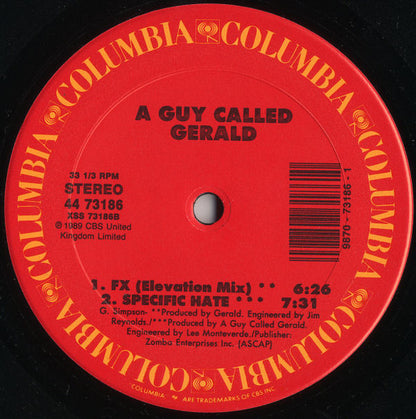 COLUMBIA COLUMBIA COLUMBIA COLUMBIA COLUMBIA COLUMBIA
A GUY CALLED
GERALD
33 1/3 RPM
STEREO
44 73186
XSS 73186B
℗ 1989 CBS United
Kingdom Limited
9870 - 73186 - 1
1. FX (Elevation Mix) ** 6:26
2. SPECIFIC HATE *** 7:31
G. Simpson- **Produced by Gerald. Engineered by Jim
Reynolds./***Produced by A Guy Called Gerald.
Engineered by Lee Monteverde./Publisher:
Zomba Enterprises Inc. (ASCAP)
COLUMBIA, ARE TRADEMARKS OF CBS INC.